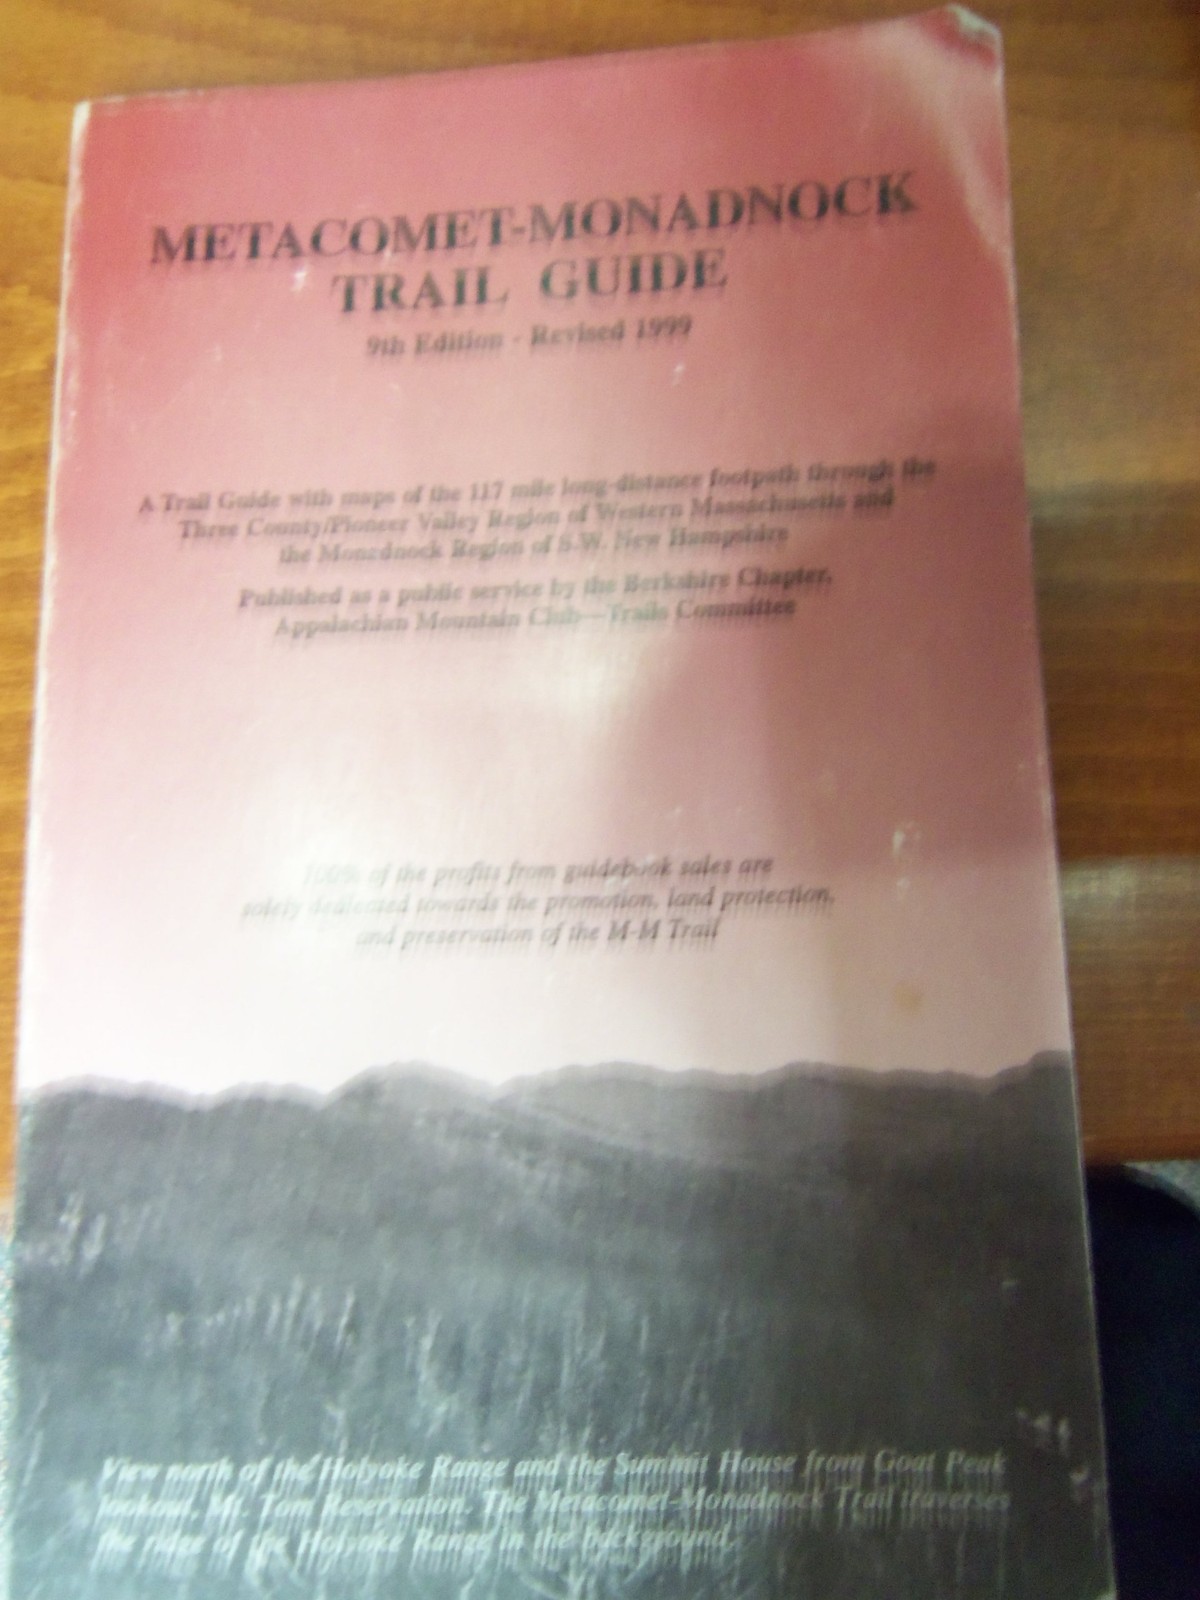 METACOMET-MONADNOCK
TRAIL GUIDE
9th Edition - Revised 1999
A Trail Guide with maps of the 117 mile long-distance footpath through the
Three County/Pioneer Valley Region of Western Massachusetts and
the Monadnock Region of S.W. New Hampshire
Published as a public service by the Berkshire Chapter,
Appalachian Mountain Club—Trails Committee
100% of the profits from guidebook sales are
solely dedicated towards the promotion, land protection,
and preservation of the M-M Trail
View north of the Holyoke Range and the Summit House from Goat Peak
lookout, Mt. Tom Reservation. The Metacomet-Monadnock Trail traverses
the ridge of the Holyoke Range in the background.